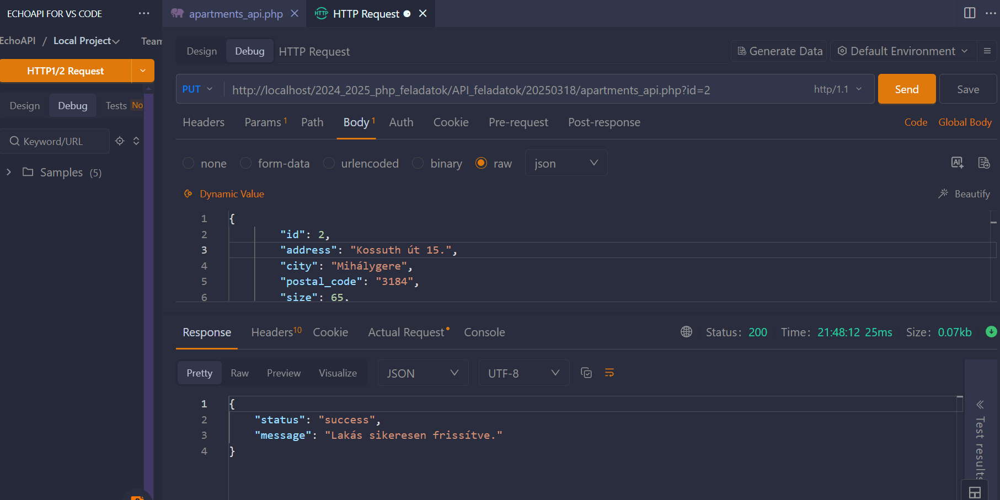 ECHOAPI FOR VS CODE
apartments_api.php
HTTP HTTP Request
EchoAPI / Local Project Team
Design Debug HTTP Request Generate Data Default Environment
HTTP1/2 Request
PUT http://localhost/2024_2025_php_feladatok/API_feladatok/20250318/apartments_api.php?id=2 http/1.1 Send Save
Design Debug Tests No
Headers Params 1 Path Body 1 Auth Cookie Pre-request Post-response Code Global Body
Keyword/URL
none form-data urlencoded binary raw json AI
Samples (5)
Dynamic Value Beautify
1 {
2 "id": 2,
3 "address": "Kossuth út 15.",
4 "city": "Mihálygere",
5 "postal_code": "3184",
6 "size": 65,
Response Headers 10 Cookie Actual Request Console Status: 200 Time: 21:48:12 25ms Size: 0.07kb
Pretty Raw Preview Visualize JSON UTF-8
1 {
2 "status": "success",
3 "message": "Lakás sikeresen frissítve."
4 }
Test results